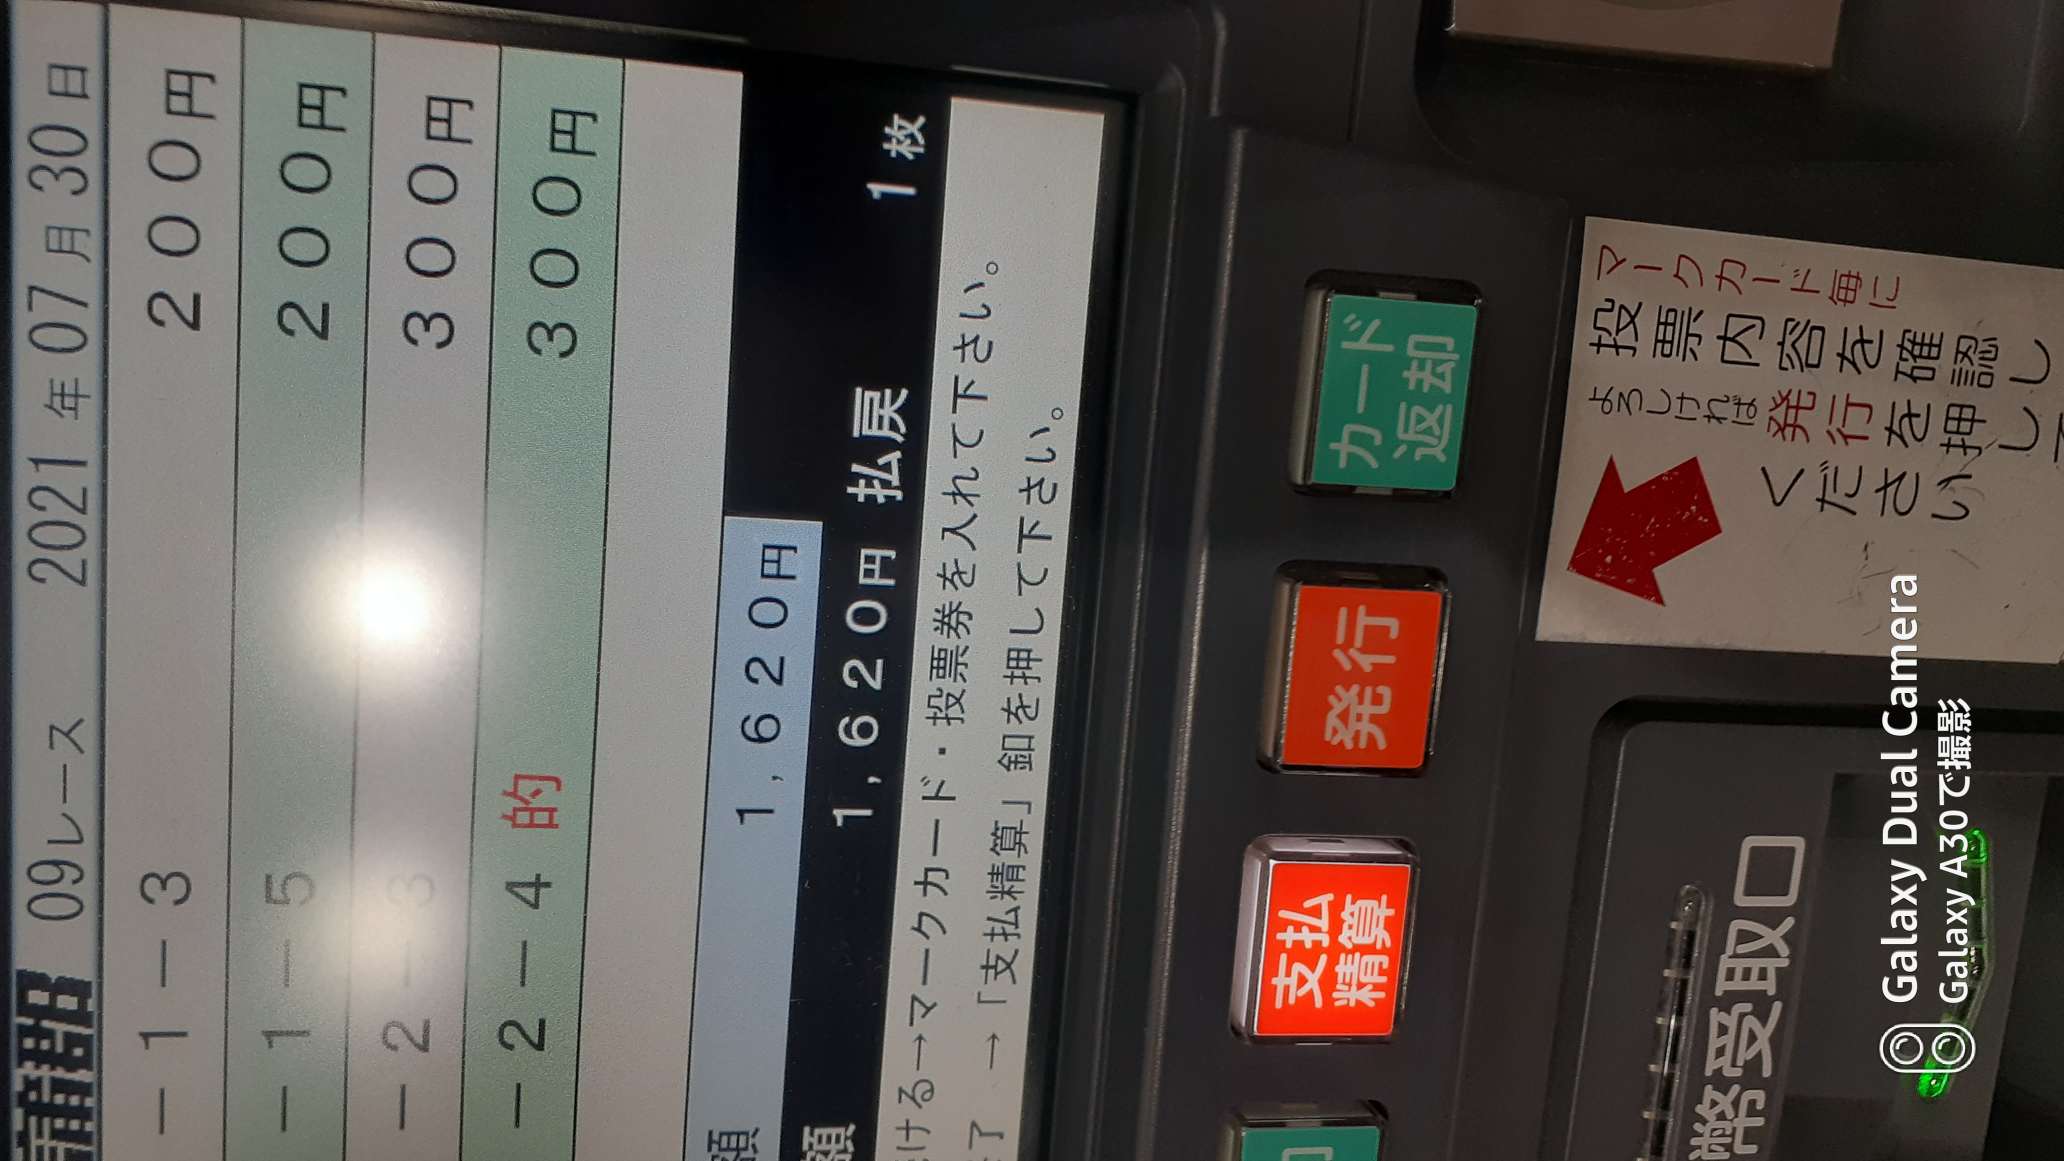 09レース 2021年07月30日
-1-3 200円
-1-5 200円
-2-3 300円
-2-4 的 300円
額 1,620円
額 1,620円 払戻 1枚
ける→マークカード・投票券を入れて下さい。
了 →「支払精算」釦を押して下さい。
支払
精算
発行
カード
返却
マークカード毎に
投票内容を確認し
よろしければ発行を押し
ください
幣受取口
Galaxy Dual Camera
Galaxy A30で撮影